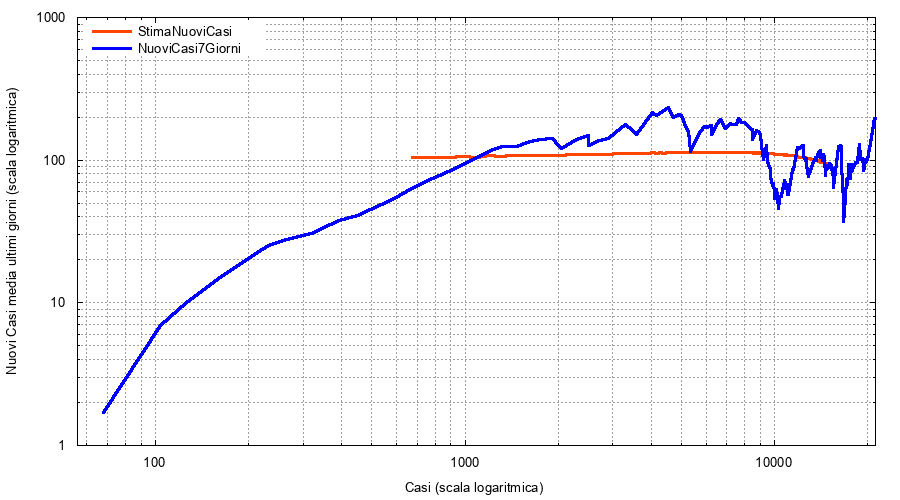 1000
StimaNuoviCasi
NuoviCasi7Giorni
100
10
1
Nuovi Casi media ultimi giorni (scala logaritmica)
100
1000
10000
Casi (scala logaritmica)